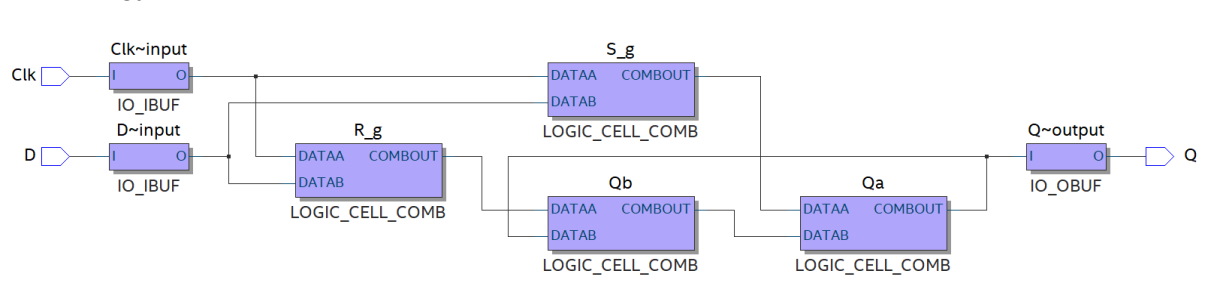 Clk~input
S_g
Clk
I
O
DATAA
COMBOUT
DATAB
IO_IBUF
LOGIC_CELL_COMB
D~input
R_g
Q~output
D
I
O
DATAA
COMBOUT
I
O
Q
DATAB
IO_IBUF
Qb
Qa
IO_OBUF
LOGIC_CELL_COMB
DATAA
COMBOUT
DATAA
COMBOUT
DATAB
DATAB
LOGIC_CELL_COMB
LOGIC_CELL_COMB